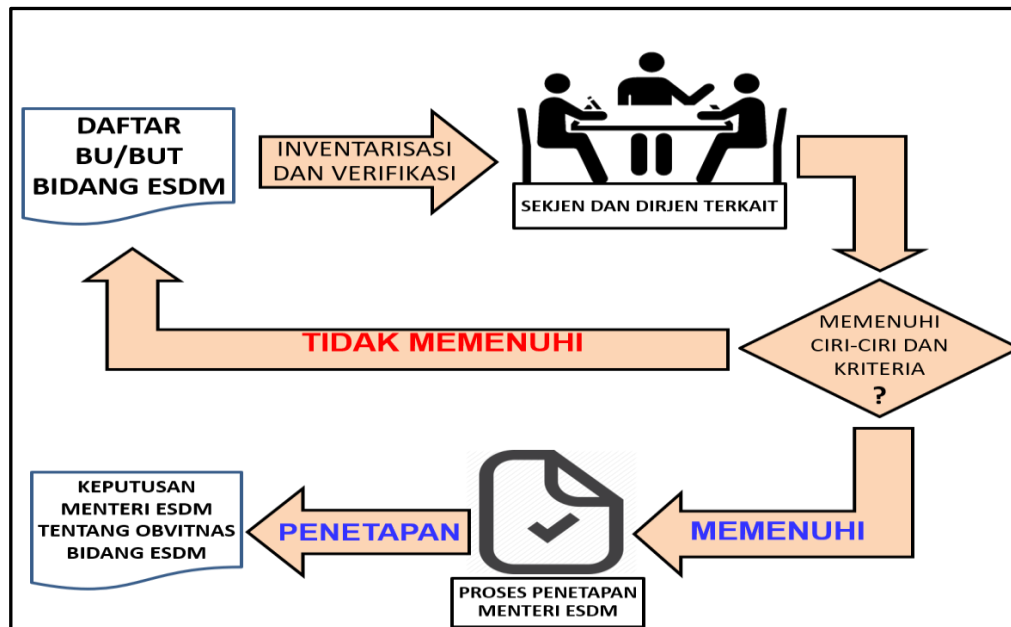 DAFTAR
BU/BUT
BIDANG ESDM
INVENTARISASI
DAN VERIFIKASI
SEKJEN DAN DIRJEN TERKAIT
MEMENUHI
CIRI-CIRI DAN
KRITERIA
?
TIDAK MEMENUHI
MEMENUHI
PROSES PENETAPAN
MENTERI ESDM
PENETAPAN
KEPUTUSAN
MENTERI ESDM
TENTANG OBVITNAS
BIDANG ESDM